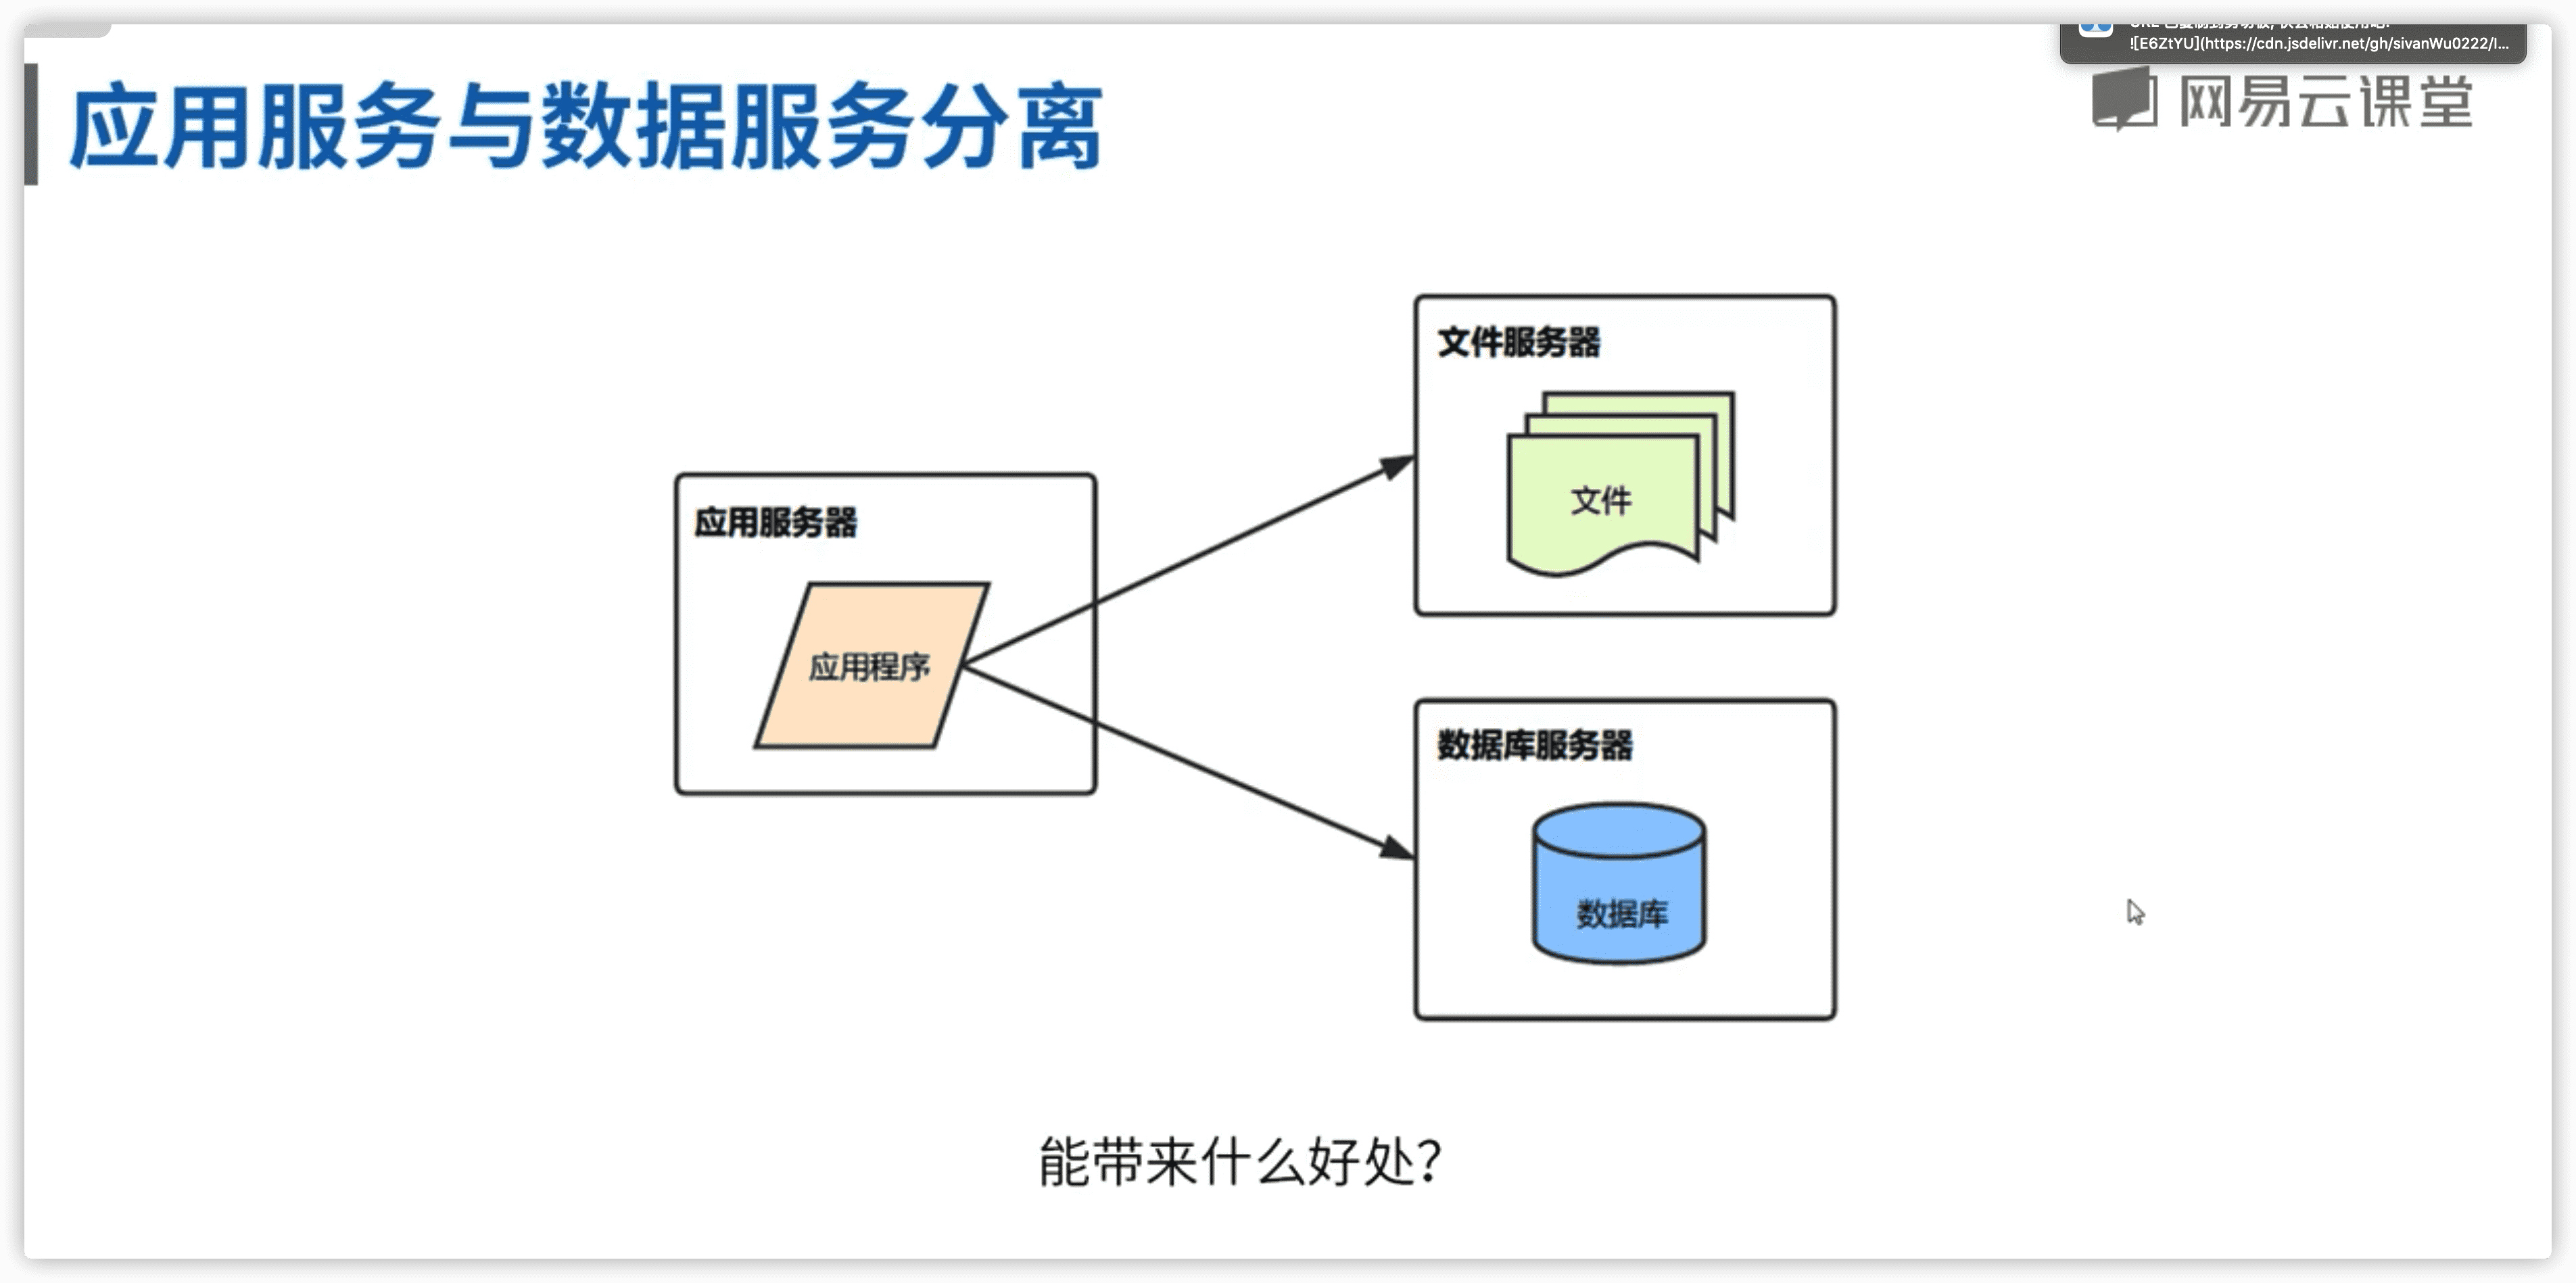 ![E6ZtYU](https://cdn.jsdelivr.net/gh/sivanWu0222/I...
网易云课堂
应用服务与数据服务分离
文件服务器
文件
应用服务器
应用程序
数据库服务器
数据库
能带来什么好处？